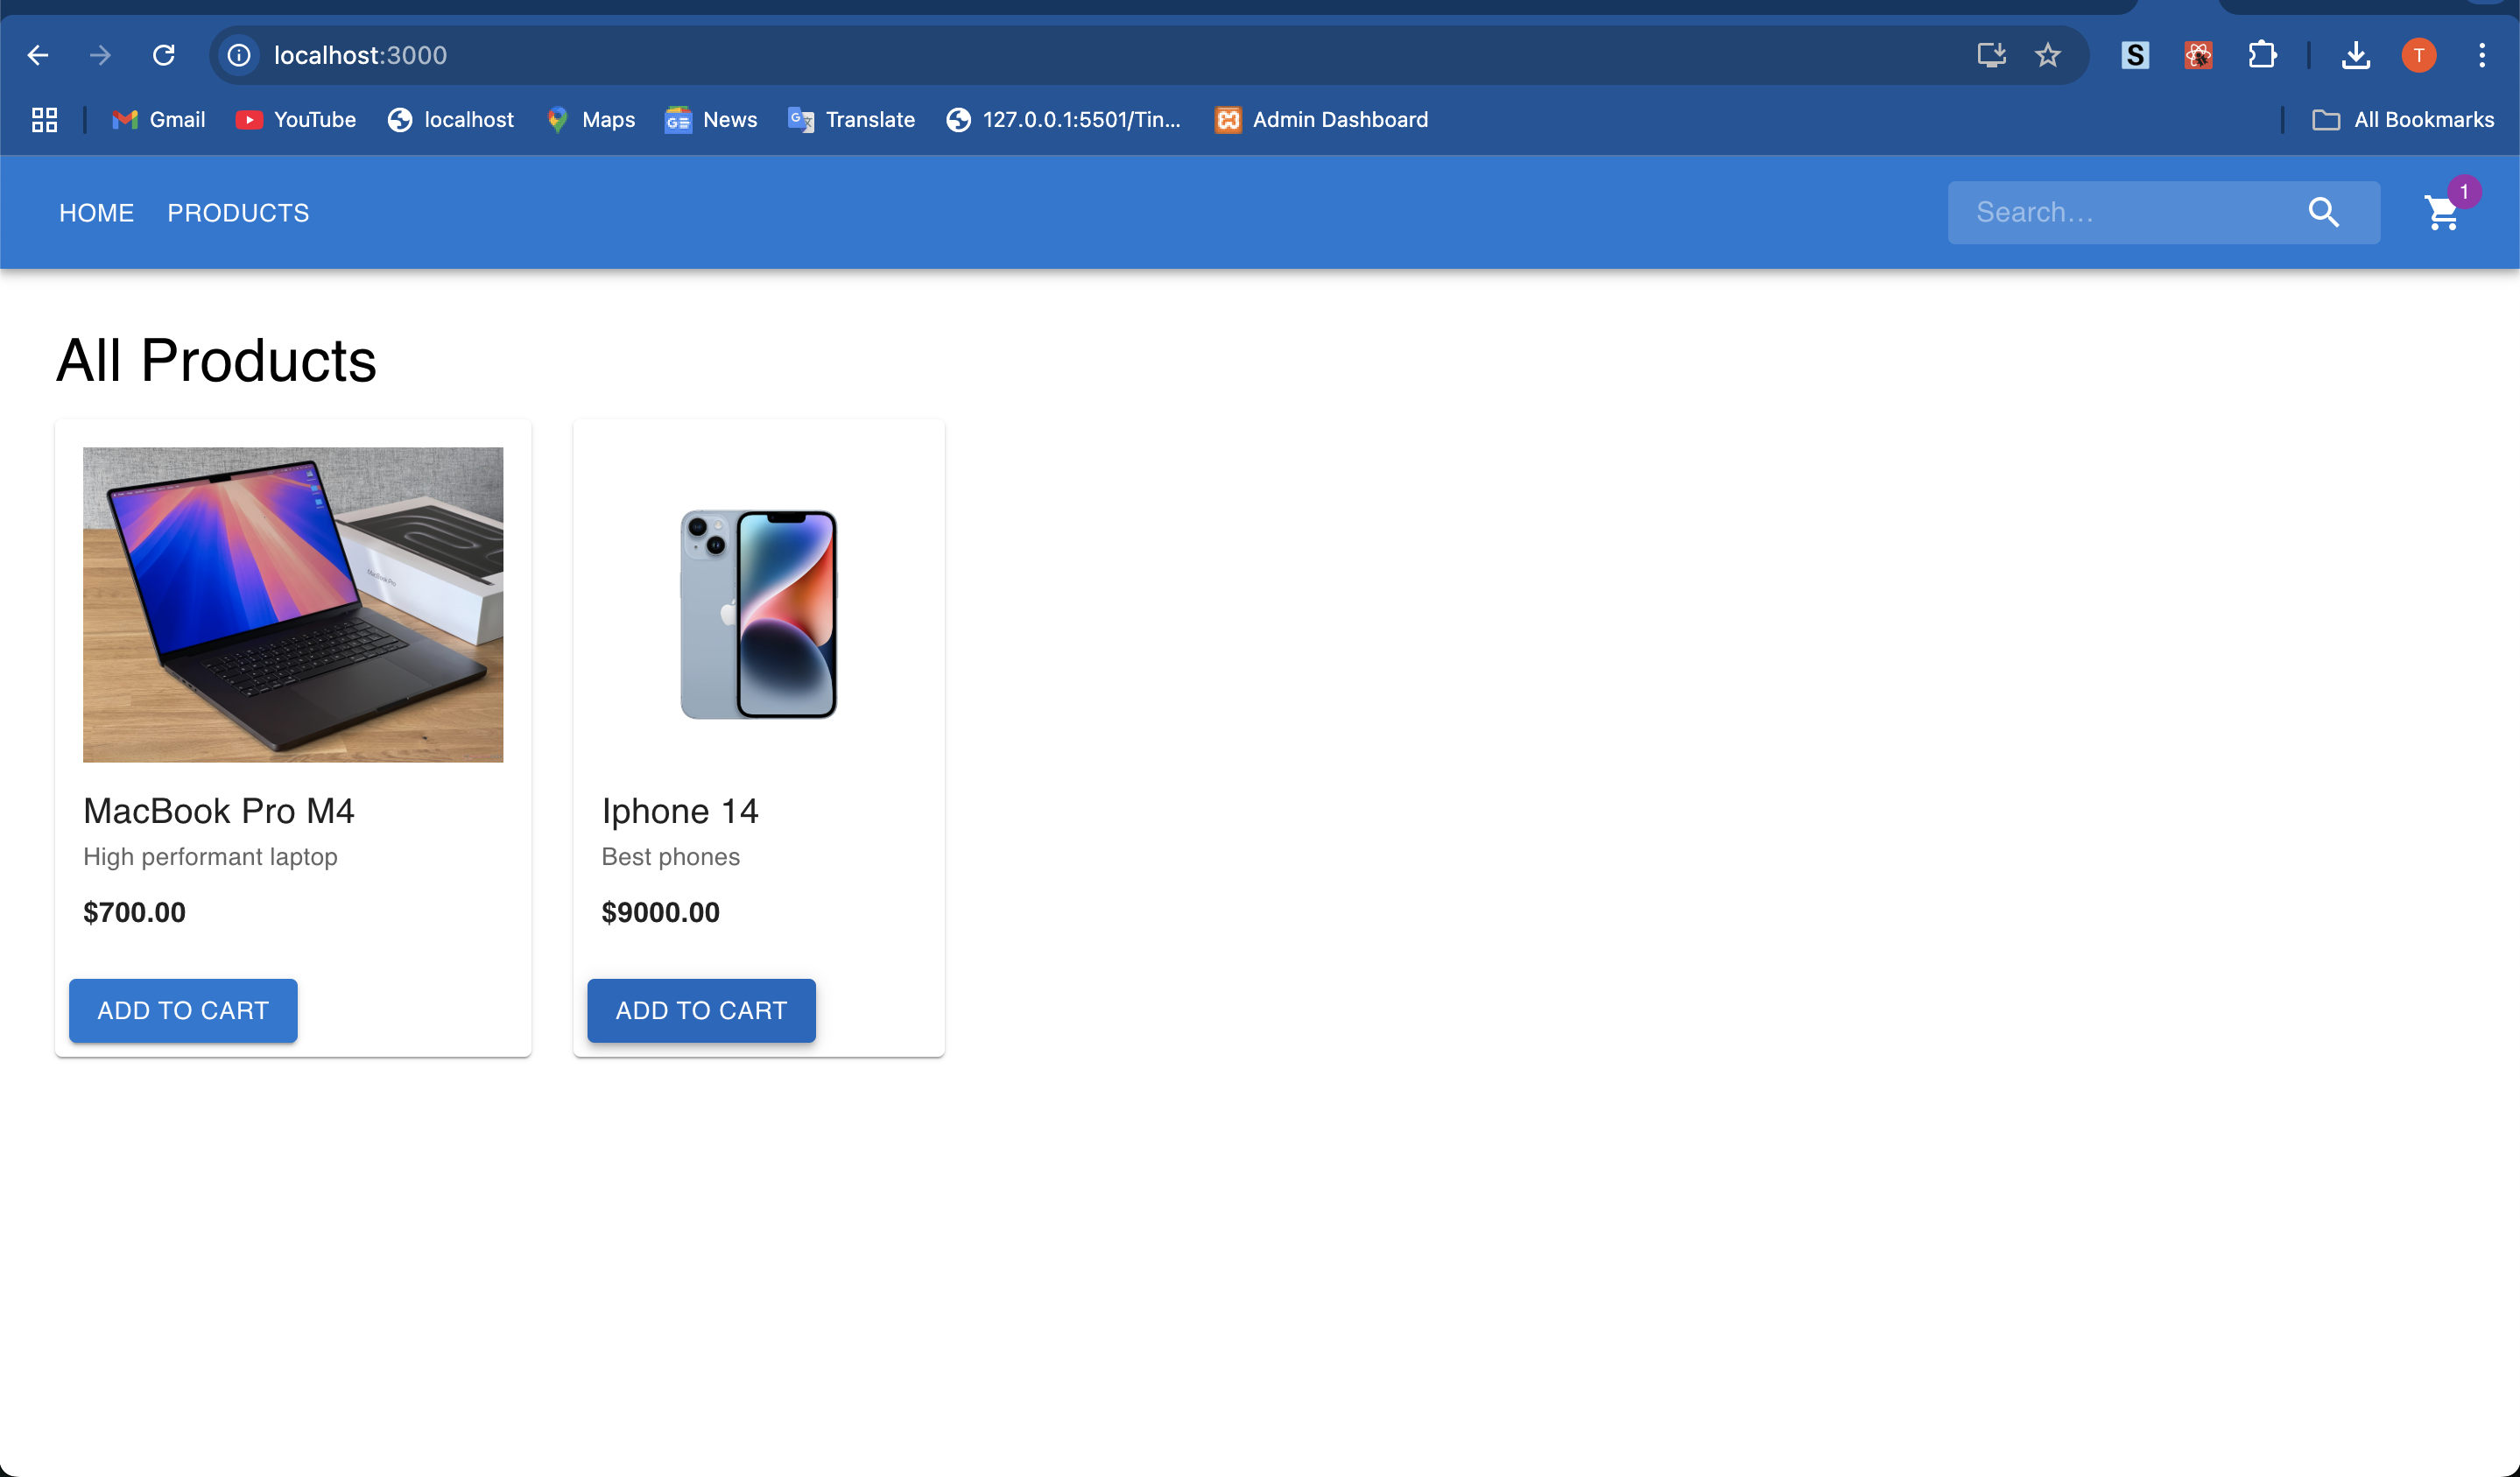 localhost:3000
S
T
Gmail YouTube localhost Maps News Translate 127.0.0.1:5501/Tin... Admin Dashboard All Bookmarks
HOME PRODUCTS Search... 1
All Products
MacBook Pro
MacBook Pro M4
High performant laptop
$700.00
ADD TO CART
Iphone 14
Best phones
$9000.00
ADD TO CART